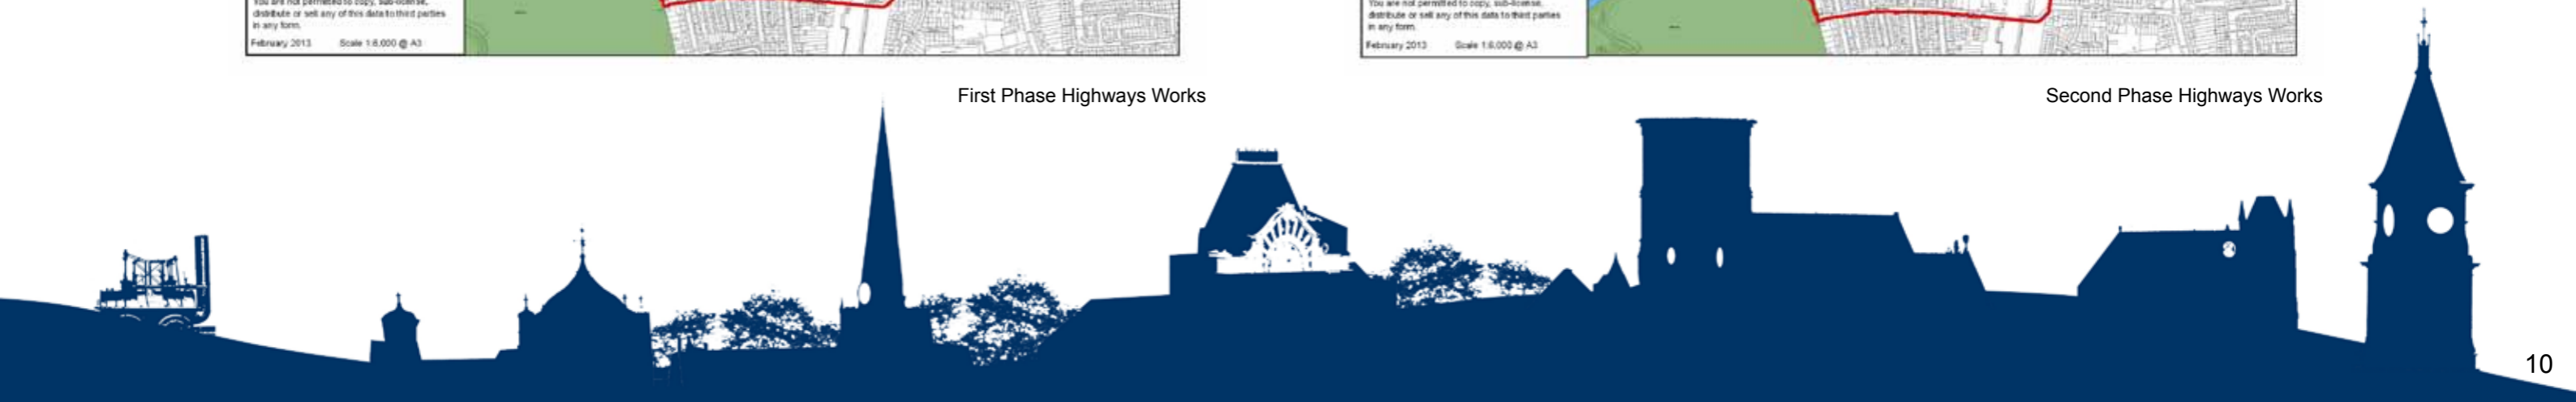 You are not permitted to copy, sub-license,
distribute or sell any of this data to third parties
in any form.
February 2013 Scale 1:6,000 @ A3
You are not permitted to copy, sub-license,
distribute or sell any of this data to third parties
in any form.
February 2013 Scale 1:6,000 @ A3
First Phase Highways Works
Second Phase Highways Works
10